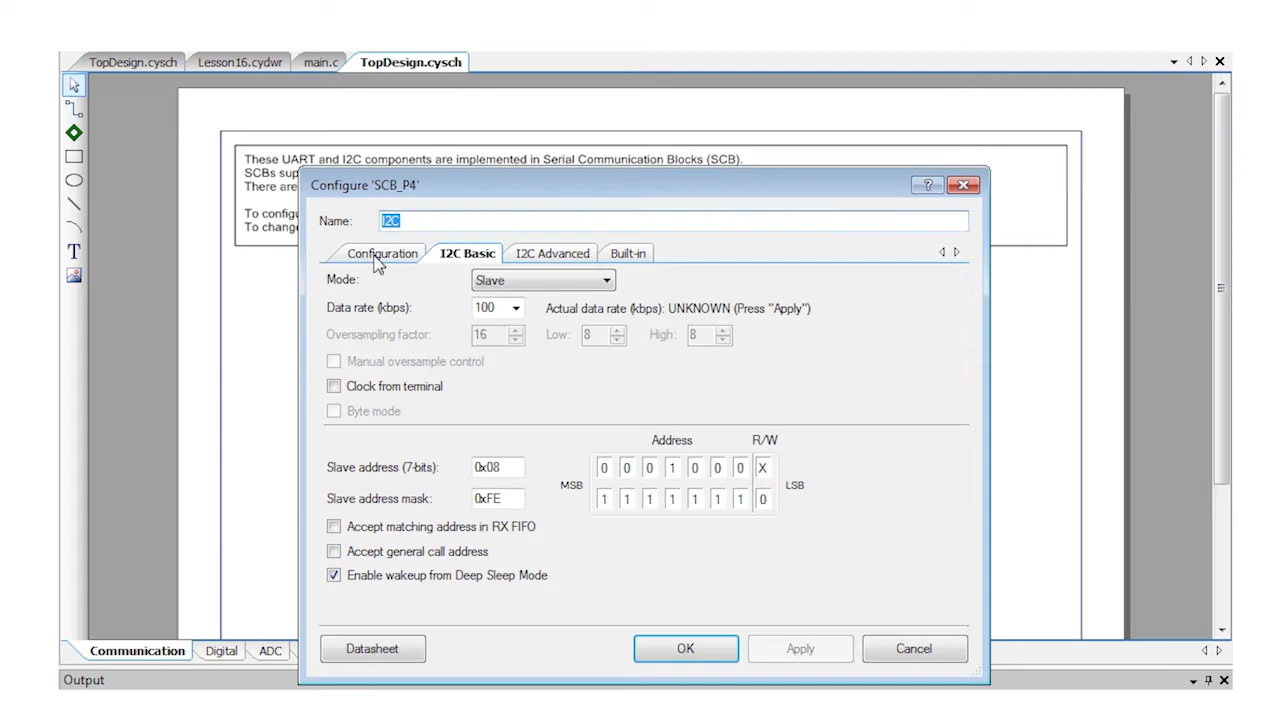 TopDesign.cysch Lesson16.cydwr main.c TopDesign.cysch
These UART and I2C components are implemented in Serial Communication Blocks (SCB).
SCBs sup
There are
To config
To change
Configure 'SCB_P4'
Name: I2C
Configuration I2C Basic I2C Advanced Built-in
Mode: Slave
Data rate (kbps): 100 Actual data rate (kbps): UNKNOWN (Press "Apply")
Oversampling factor: 16 Low: 8 High: 8
Manual oversample control
Clock from terminal
Byte mode
Address R/W
Slave address (7-bits): 0x08 0 0 0 1 0 0 0 X
MSB LSB
Slave address mask: 0xFE 1 1 1 1 1 1 1 0
Accept matching address in RX FIFO
Accept general call address
Enable wakeup from Deep Sleep Mode
Datasheet OK Apply Cancel
Communication Digital ADC
Output